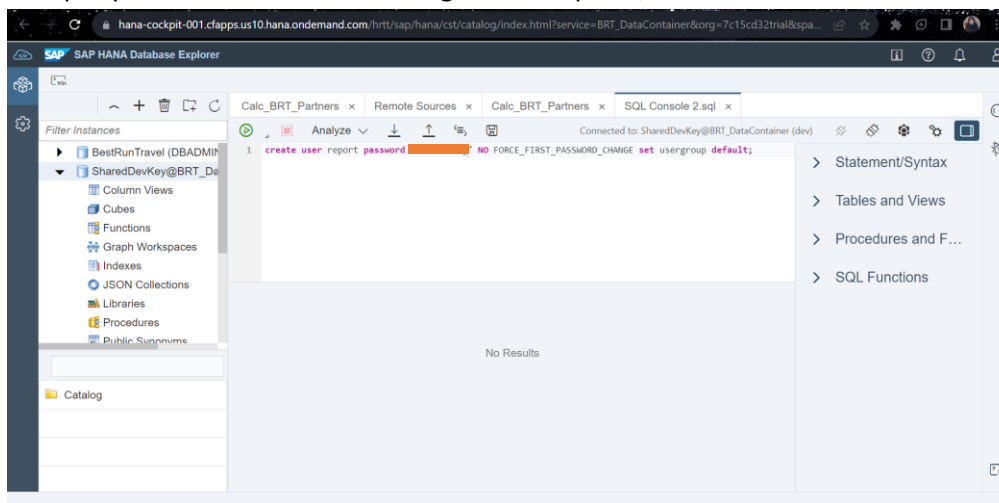 hana-cockpit-001.cfapps.us10.hana.ondemand.com/hrtt/sap/hana/cst/catalog/index.html?service=BRT_DataContainer&org=7c15cd32trial&spa...
SAP SAP HANA Database Explorer
SQL
Calc_BRT_Partners × Remote Sources × Calc_BRT_Partners × SQL Console 2.sql ×
Filter Instances
Analyze
Connected to: SharedDevKey@BRT_DataContainer (dev)
BestRunTravel (DBADMIN
1 create user report password NO FORCE_FIRST_PASSWORD_CHANGE set usergroup default;
SharedDevKey@BRT_Da
Column Views
Cubes
Functions
Graph Workspaces
Indexes
JSON Collections
Libraries
Procedures
Public Synonyms
Statement/Syntax
Tables and Views
Procedures and F...
SQL Functions
No Results
Catalog